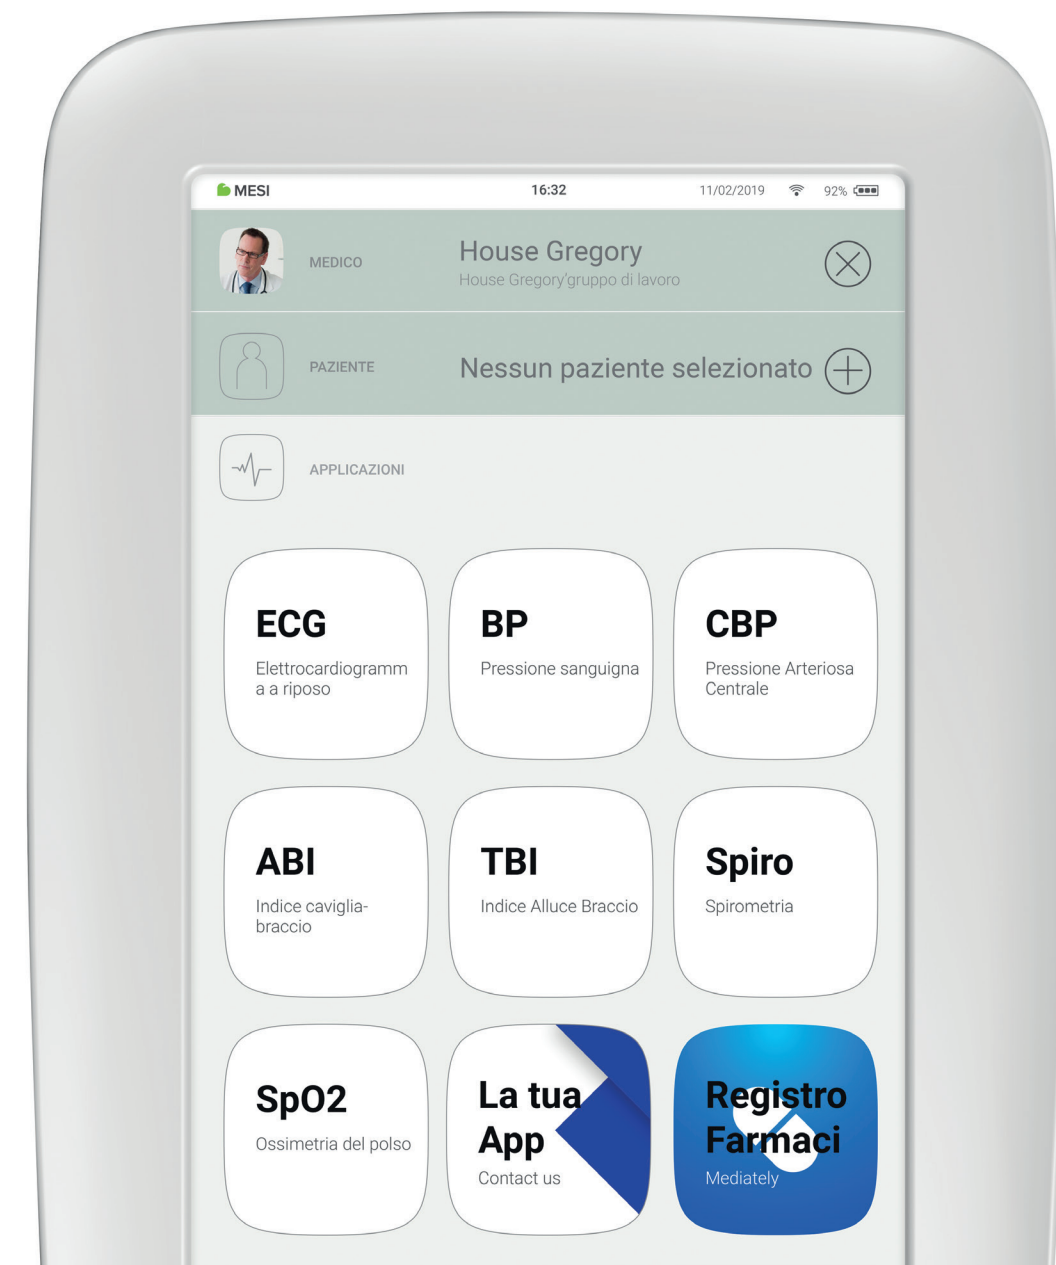 MESI
16:32
11/02/2019
92%
MEDICO
House Gregory
House Gregory'gruppo di lavoro
PAZIENTE
Nessun paziente selezionato
APPLICAZIONI
ECG
Elettrocardiogramm
a a riposo
BP
Pressione sanguigna
CBP
Pressione Arteriosa
Centrale
ABI
Indice caviglia-
braccio
TBI
Indice Alluce Braccio
Spiro
Spirometria
SpO2
Ossimetria del polso
La tua
App
Contact us
Registro
Farmaci
Mediately